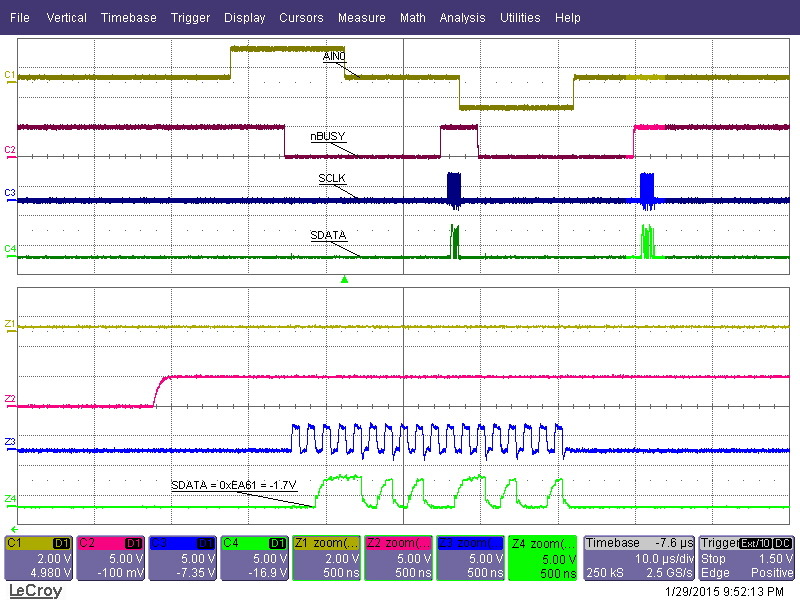 File Vertical Timebase Trigger Display Cursors Measure Math Analysis Utilities Help
C1
AIN0
C2
nBUSY
C3
SCLK
C4
SDATA
Z1
Z2
Z3
SDATA = 0xEA61 = -1.7V
Z4
C1 D1 C2 D1 C3 D1 C4 D1 Z1 zoom(... Z2 zoom(... Z3 zoom(... Z4 zoom(... Timebase -7.6 µs Trigger Ext/10 DC
2.00 V 5.00 V 5.00 V 5.00 V 2.00 V 5.00 V 5.00 V 5.00 V 10.0 µs/div Stop 1.50 V
4.980 V -100 mV -7.35 V -16.9 V 500 ns 500 ns 500 ns 500 ns 250 kS 2.5 GS/s Edge Positive
LeCroy 1/29/2015 9:52:13 PM